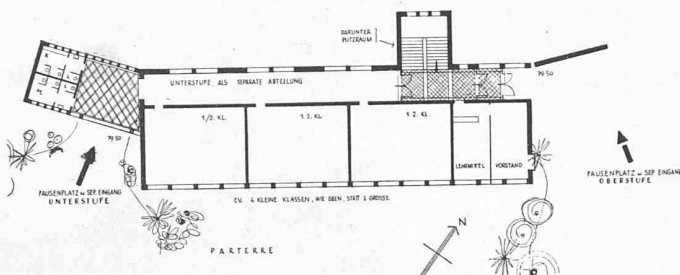 DARUNTER
PUTZRAUM
UNTERSTUFE ALS SEPARATE ABTEILUNG
79.50
1./2. KL.
1. 2. KL.
1. 2. KL.
79.50
LEHRMITTEL
VORSTAND
PAUSENPLATZ U. SEP. EINGANG
UNTERSTUFE
PAUSENPLATZ U. SEP. EINGANG
OBERSTUFE
EV. 4 KLEINE KLASSEN, WIE OBEN, STATT 3 GROSSE
N
PARTERRE